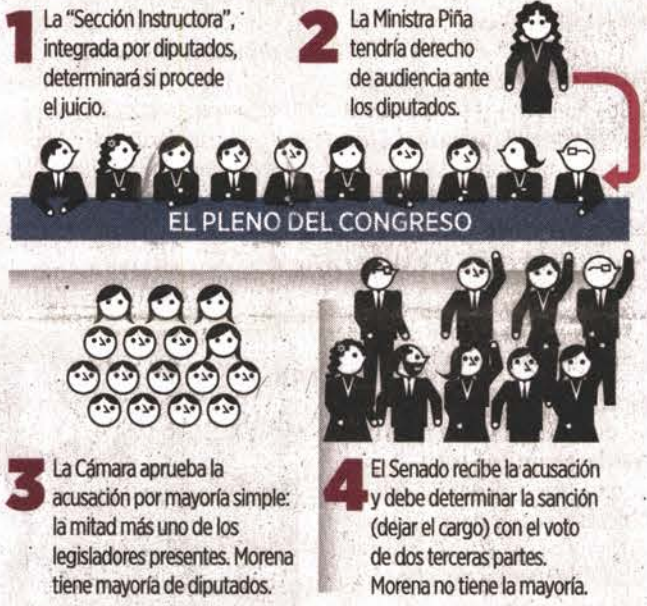 1 La “Sección Instructora”,
integrada por diputados,
determinará si procede
el juicio.
2 La Ministra Piña
tendría derecho
de audiencia ante
los diputados.
EL PLENO DEL CONGRESO
3 La Cámara aprueba la
acusación por mayoría simple:
la mitad más uno de los
legisladores presentes. Morena
tiene mayoría de diputados.
4 El Senado recibe la acusación
y debe determinar la sanción
(dejar el cargo) con el voto
de dos terceras partes.
Morena no tiene la mayoría.